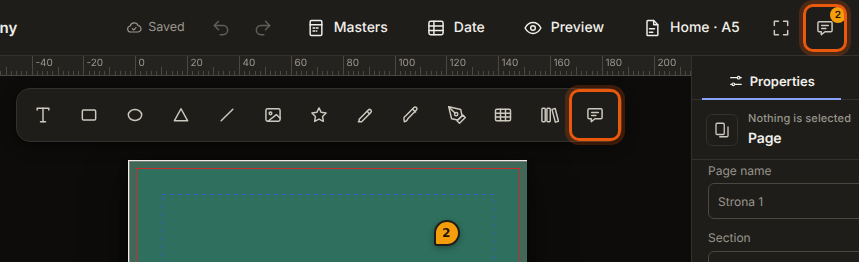 ny
Saved
Masters
Date
Preview
Home · A5
2
-40 -20 0 20 40 60 80 100 120 140 160 180 200
Properties
Nothing is selected
Page
Page name
Strona 1
Section
2